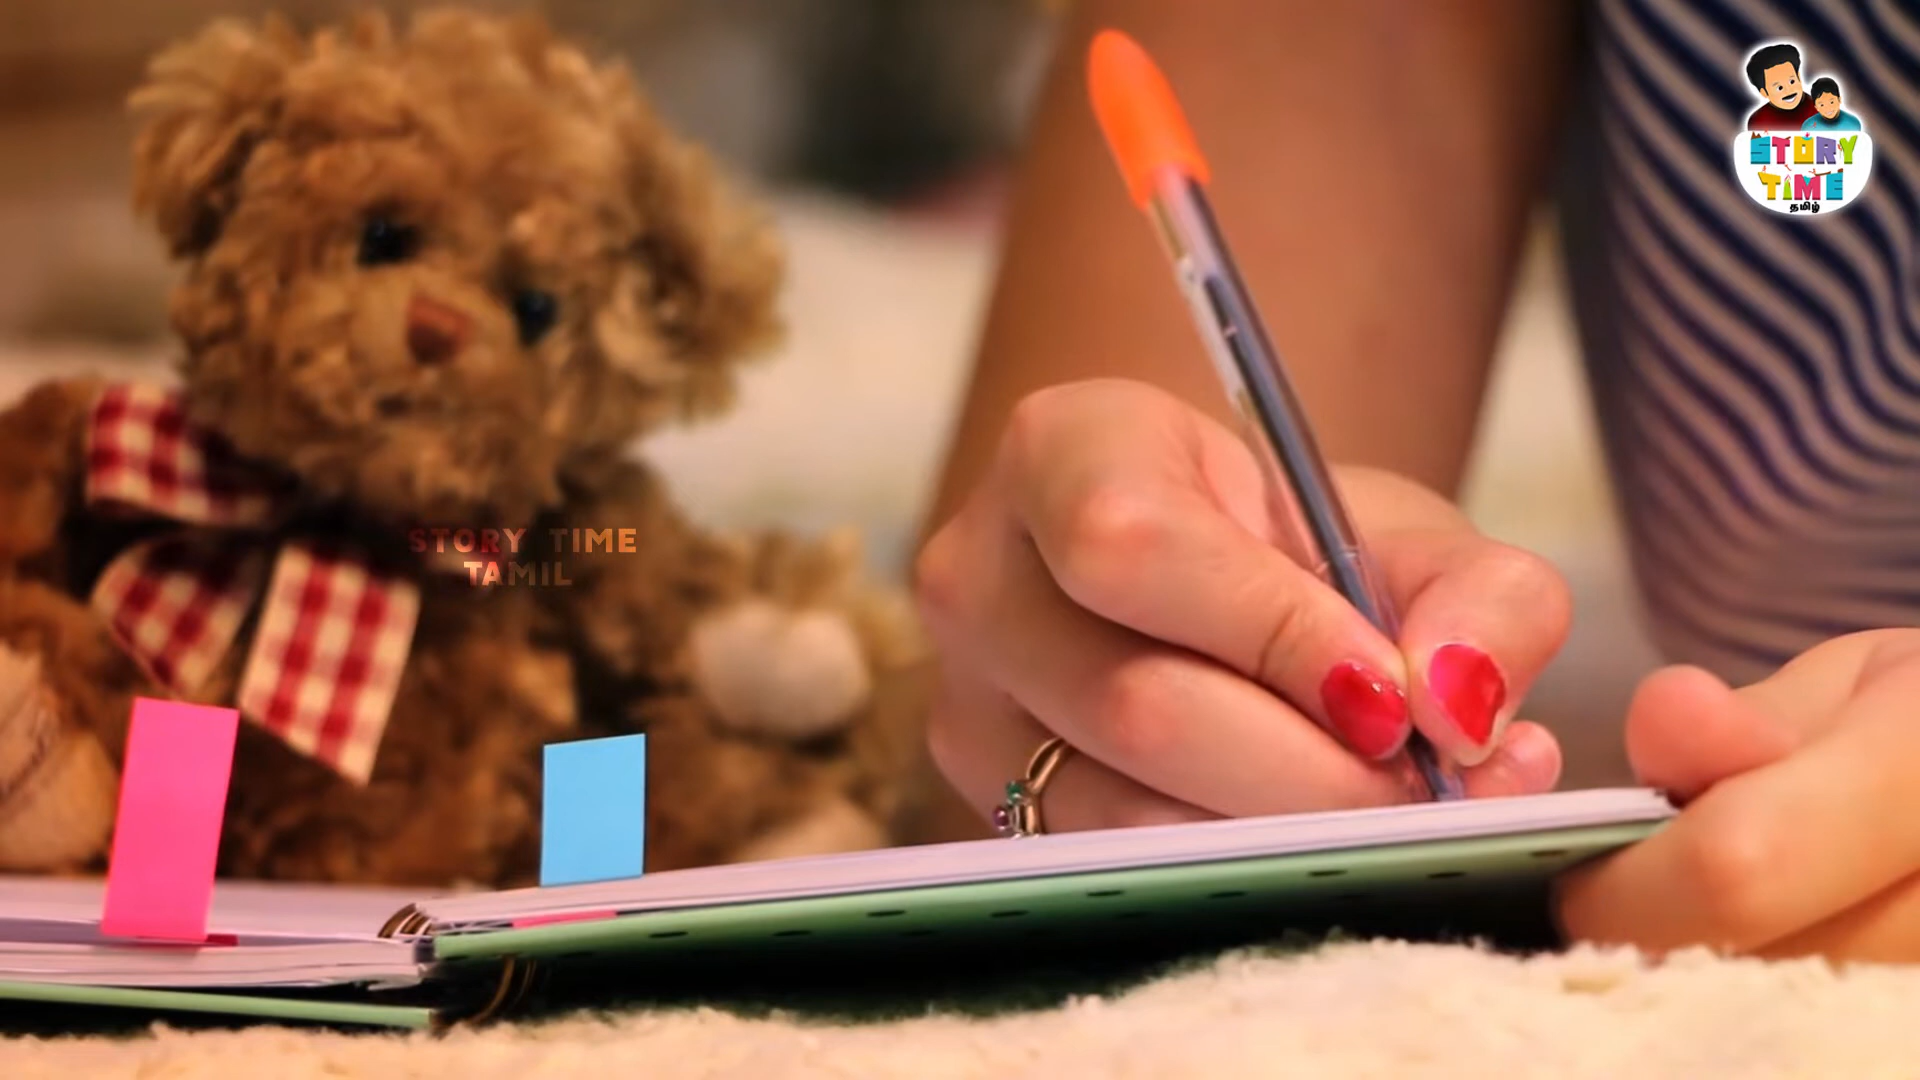 STORY
TIME
தமிழ்
STORY TIME
TAMIL